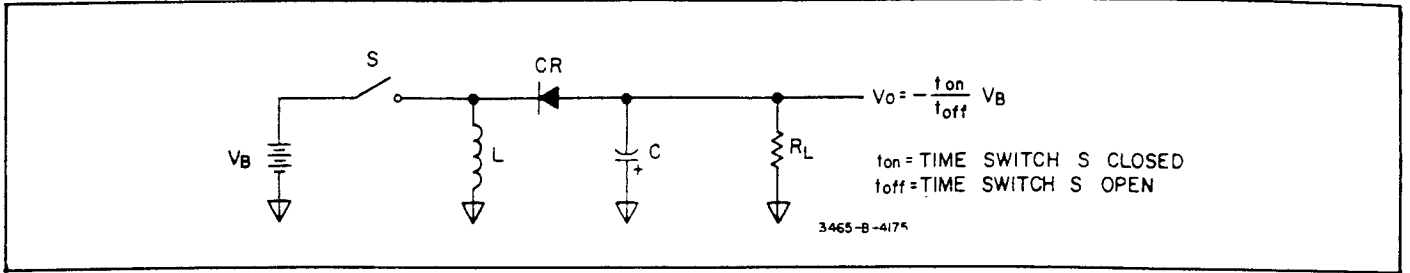 S
CR
Vo = - ton/toff VB
VB
L
C
+
RL
ton = TIME SWITCH S CLOSED
toff = TIME SWITCH S OPEN
3465-B-4175